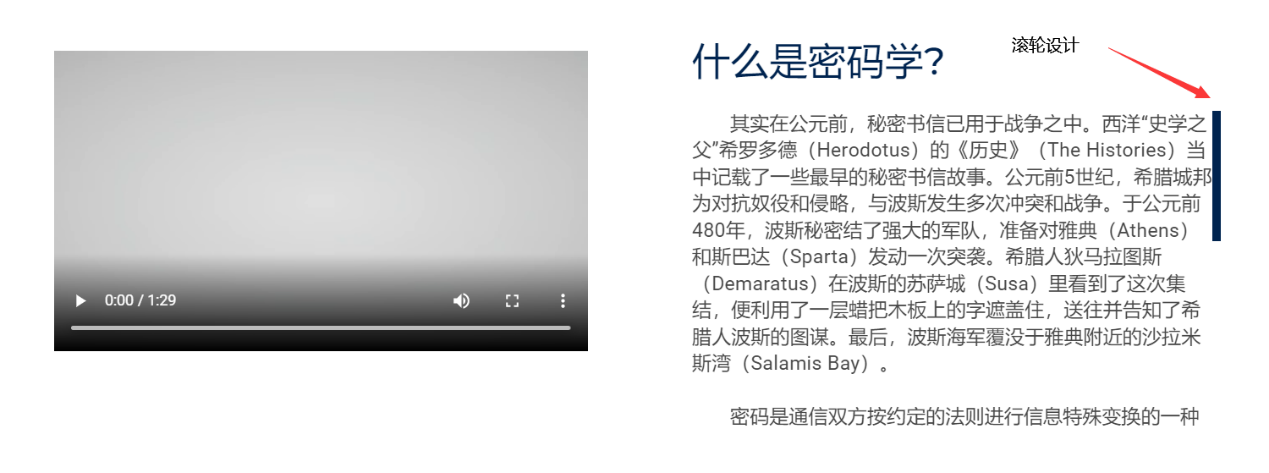 什么是密码学?
滚轮设计
其实在公元前，秘密书信已用于战争之中。西洋“史学之
父”希罗多德（Herodotus）的《历史》（The Histories）当
中记载了一些最早的秘密书信故事。公元前5世纪，希腊城邦
为对抗奴役和侵略，与波斯发生多次冲突和战争。于公元前
480年，波斯秘密结了强大的军队，准备对雅典（Athens）
和斯巴达（Sparta）发动一次突袭。希腊人狄马拉图斯
（Demaratus）在波斯的苏萨城（Susa）里看到了这次集
结，便利用了一层蜡把木板上的字遮盖住，送往并告知了希
腊人波斯的图谋。最后，波斯海军覆没于雅典附近的沙拉米
斯湾（Salamis Bay）。
密码是通信双方按约定的法则进行信息特殊变换的一种
0:00 / 1:29